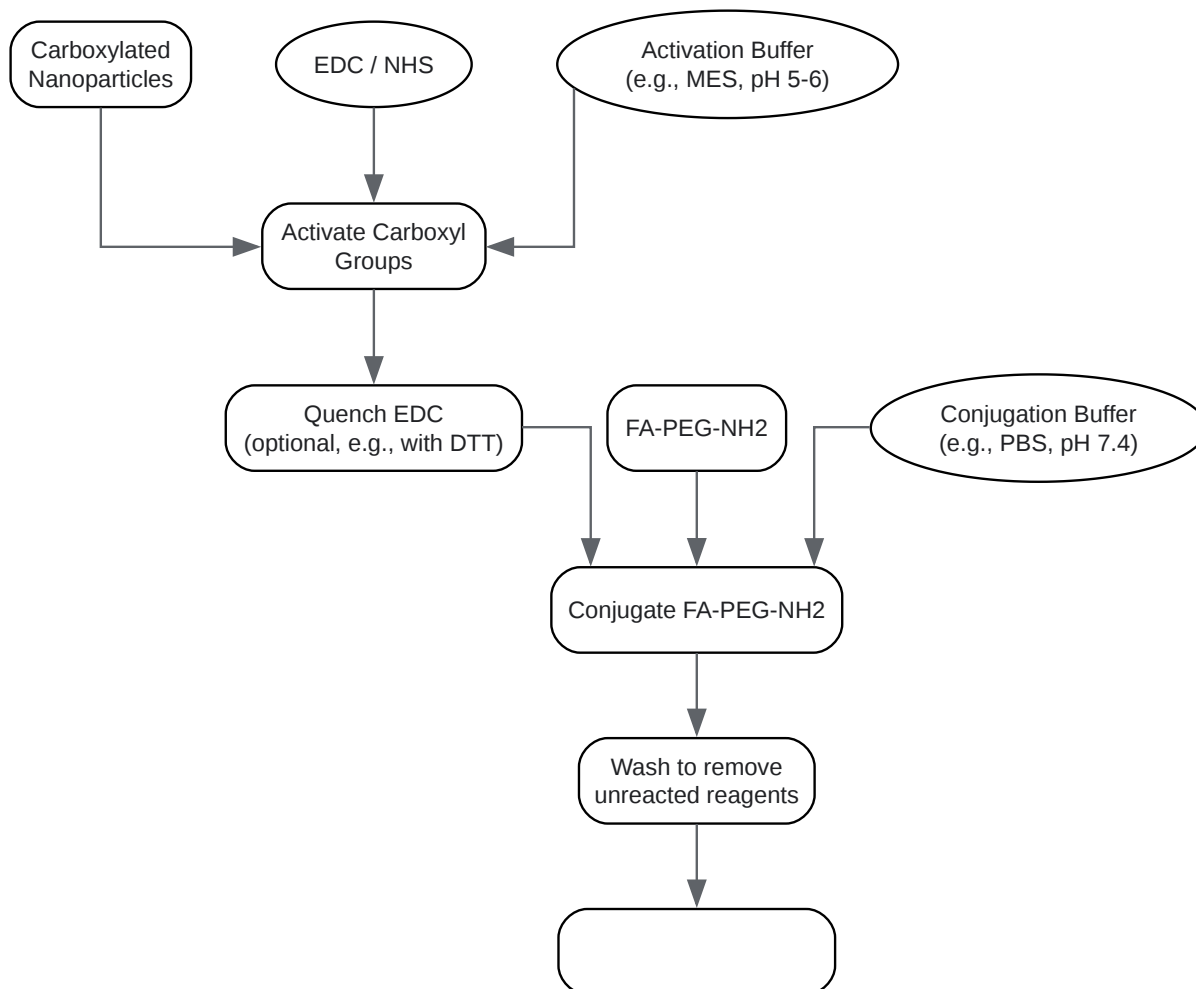 Carboxylated
Nanoparticles
EDC / NHS
Activation Buffer
(e.g., MES, pH 5-6)
Activate Carboxyl
Groups
Quench EDC
(optional, e.g., with DTT)
FA-PEG-NH2
Conjugation Buffer
(e.g., PBS, pH 7.4)
Conjugate FA-PEG-NH2
Wash to remove
unreacted reagents